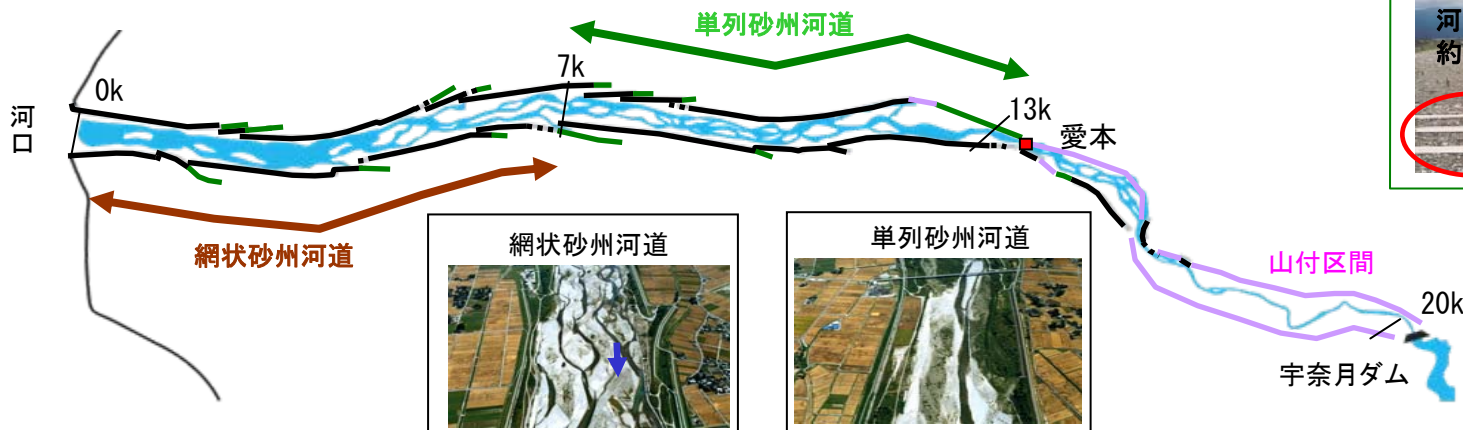 単列砂州河道
河
約
7k
0k
河口
13k
愛本
網状砂州河道
網状砂州河道
単列砂州河道
山付区間
20k
宇奈月ダム